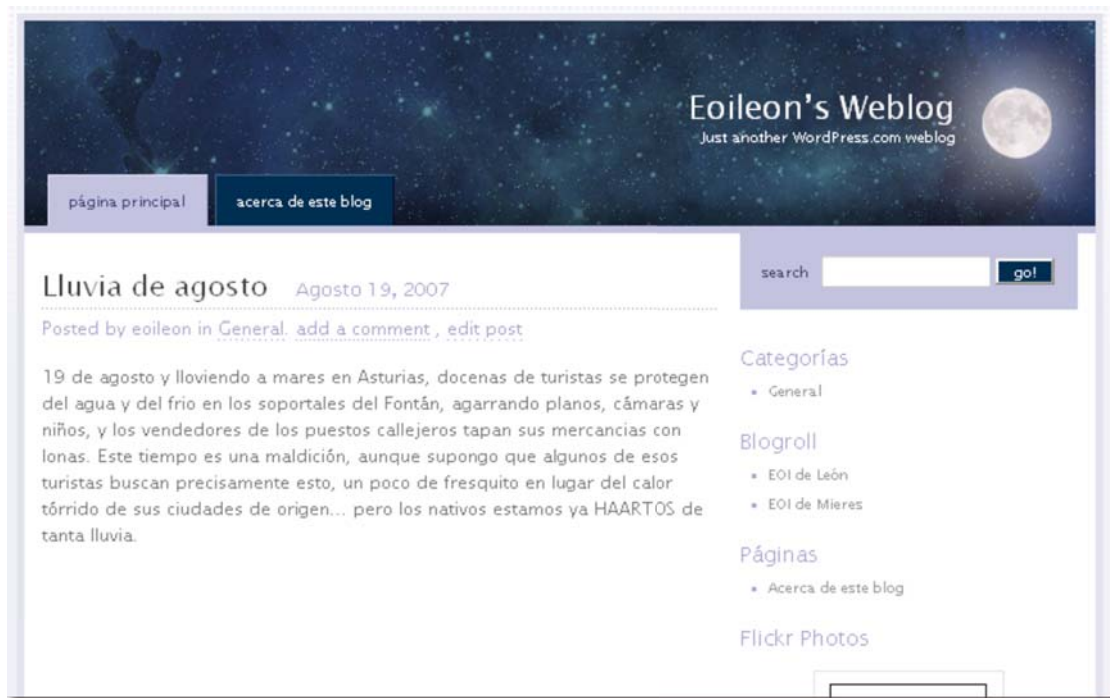 Eoileon's Weblog
Just another WordPress.com weblog
página principal
acerca de este blog
Lluvia de agosto Agosto 19, 2007
Posted by eoileon in General. add a comment , edit post
19 de agosto y lloviendo a mares en Asturias, docenas de turistas se protegen
del agua y del frio en los soportales del Fontán, agarrando planos, cámaras y
niños, y los vendedores de los puestos callejeros tapan sus mercancias con
lonas. Este tiempo es una maldición, aunque supongo que algunos de esos
turistas buscan precisamente esto, un poco de fresquito en lugar del calor
tórrido de sus ciudades de origen... pero los nativos estamos ya HAARTOS de
tanta lluvia.
search
go!
Categorías
General
Blogroll
EOI de León
EOI de Mieres
Páginas
Acerca de este blog
Flickr Photos